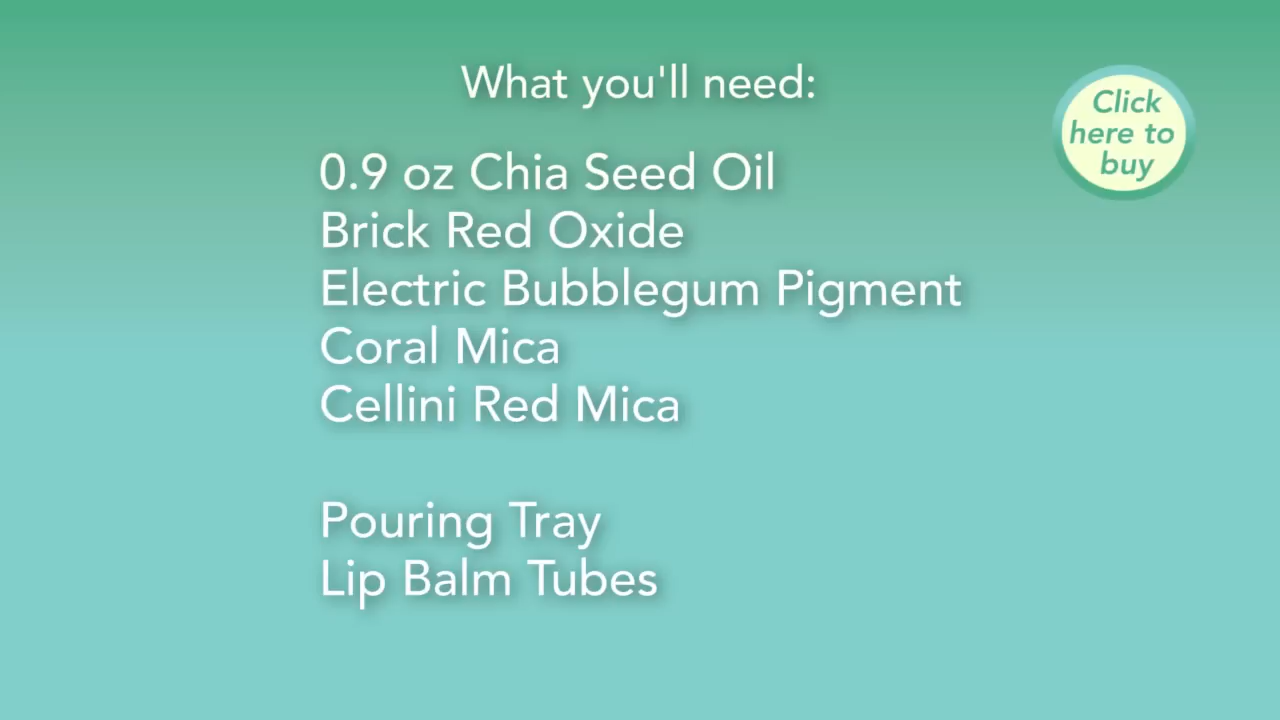 What you'll need:
Click
here to
buy
0.9 oz Chia Seed Oil
Brick Red Oxide
Electric Bubblegum Pigment
Coral Mica
Cellini Red Mica
Pouring Tray
Lip Balm Tubes